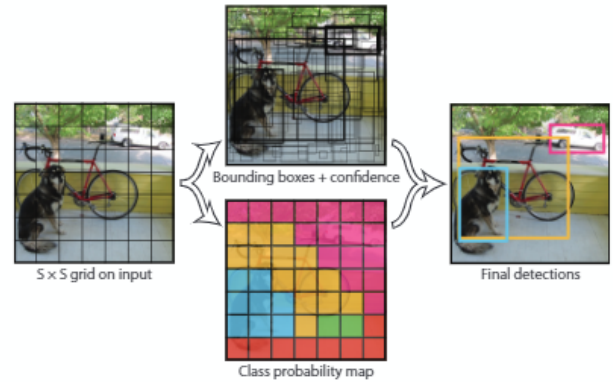 Bounding boxes + confidence
S × S grid on input
Final detections
Class probability map